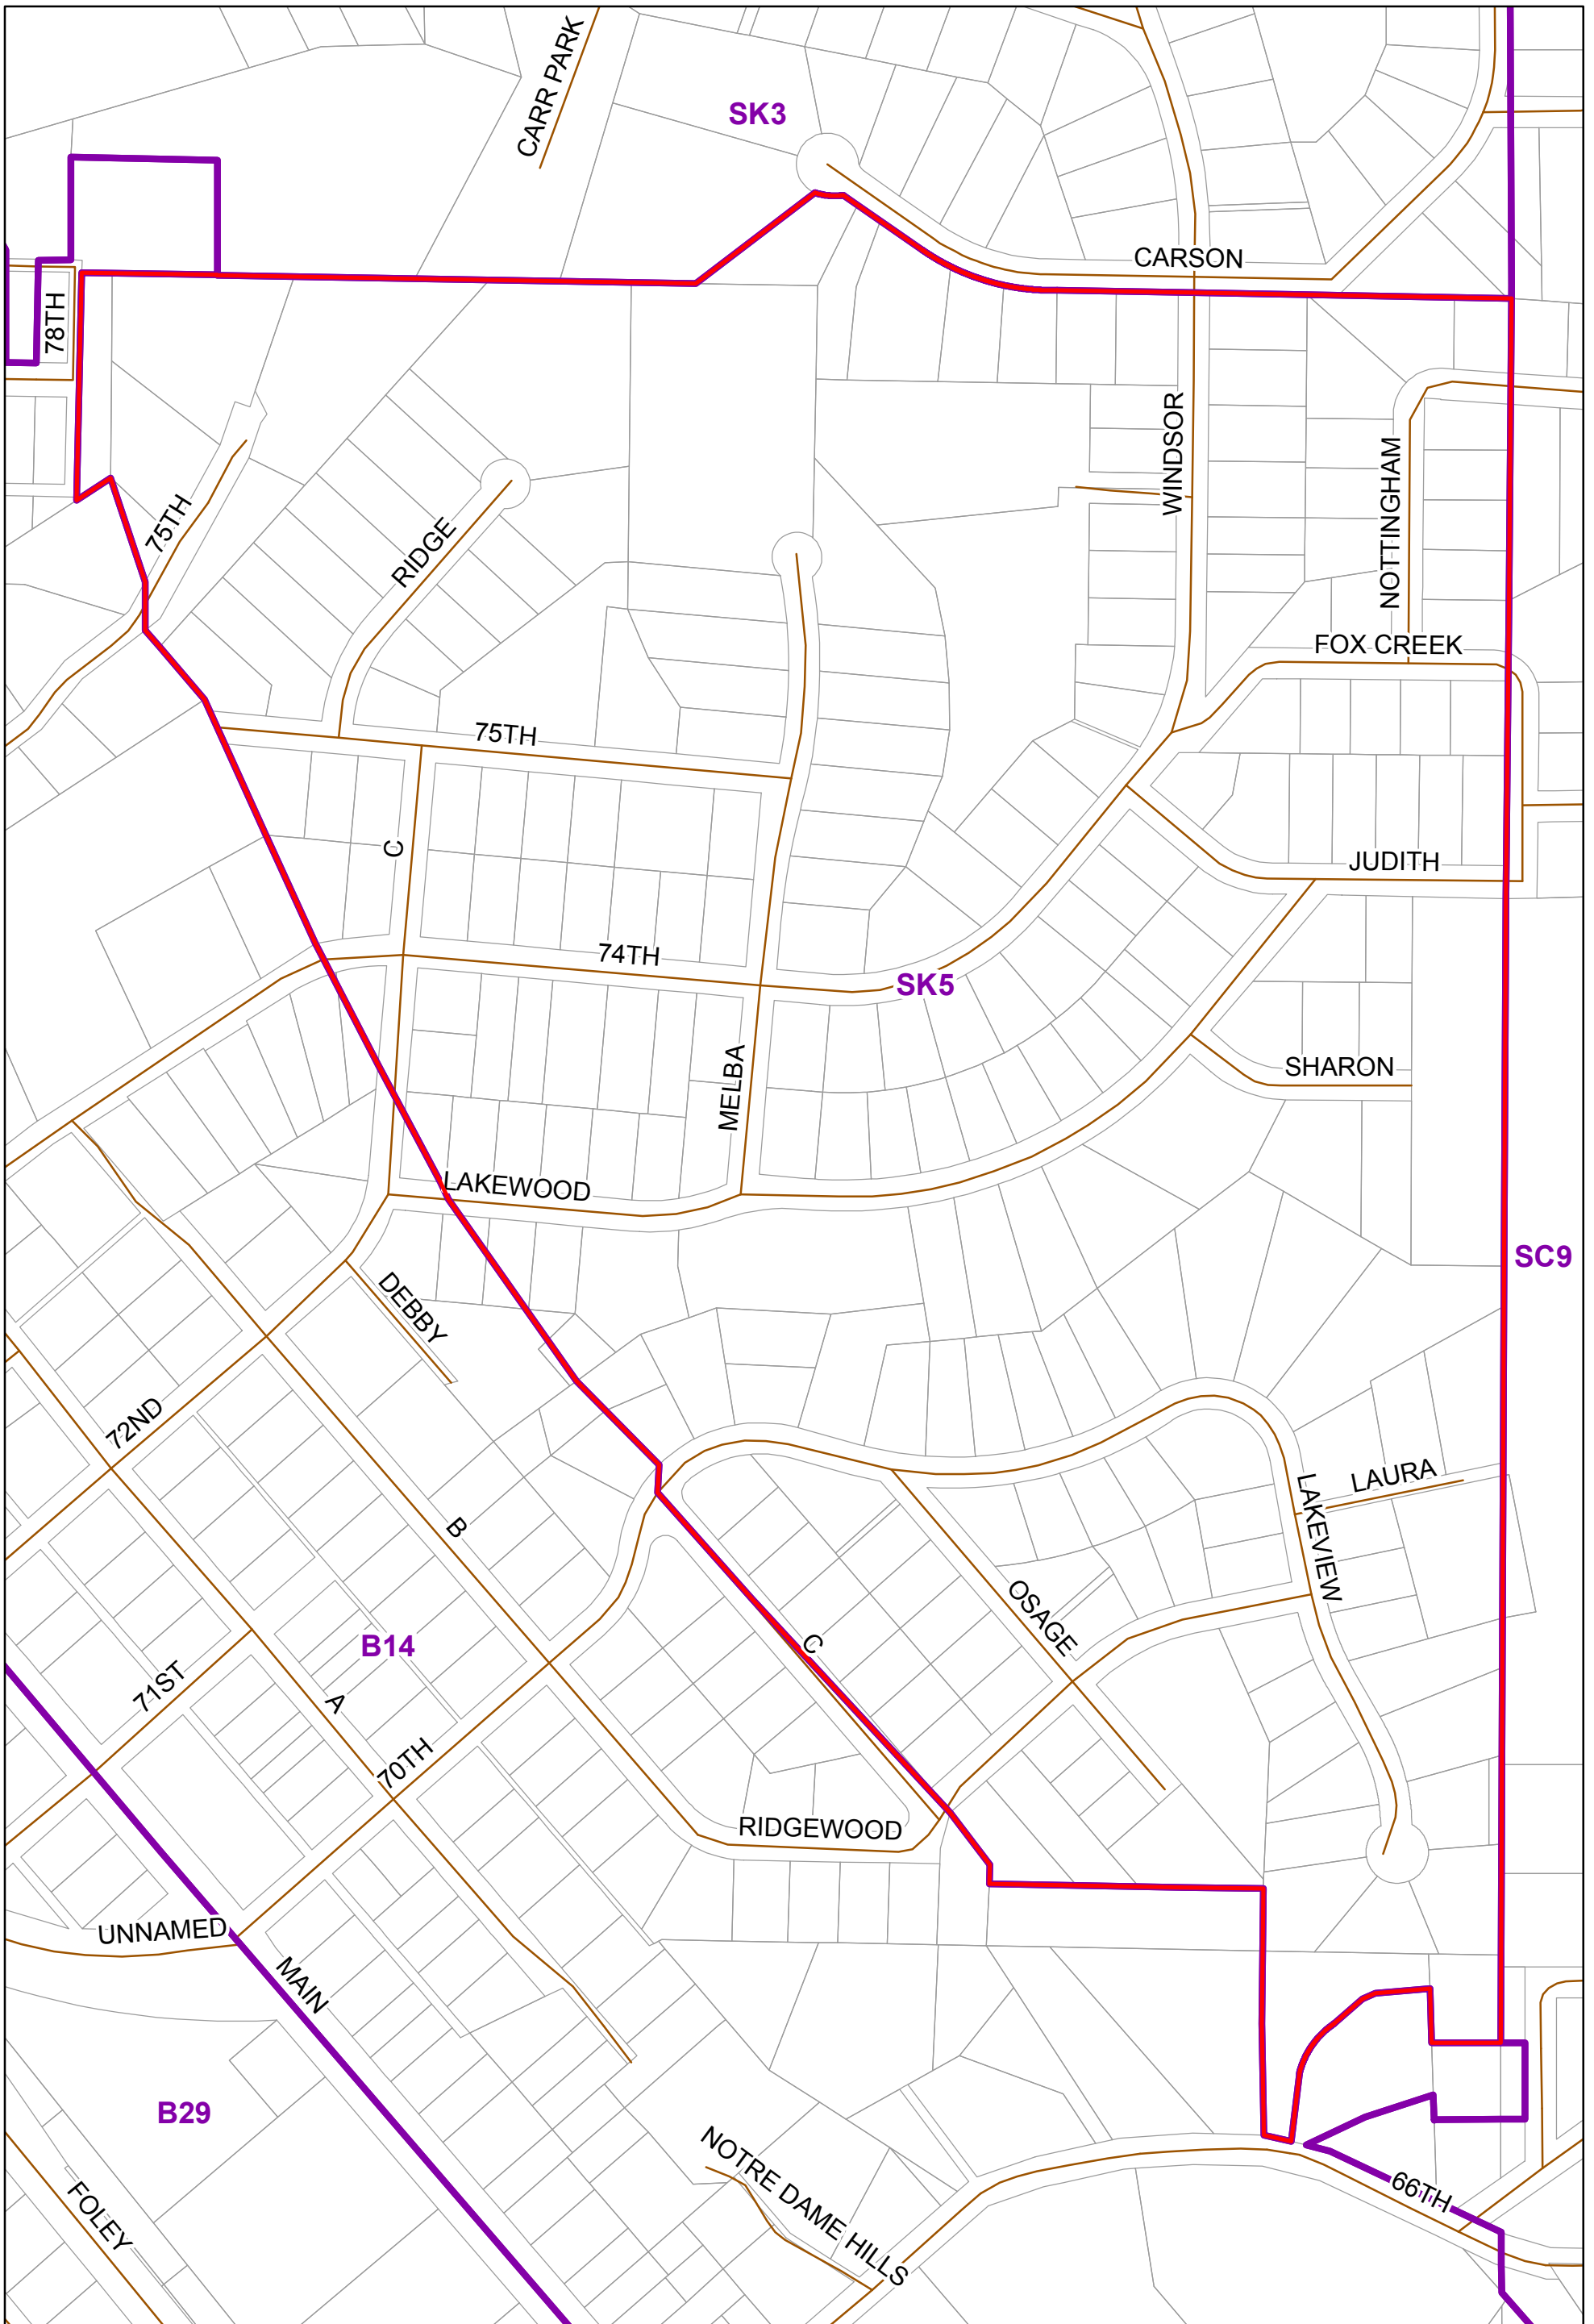 CARR PARK
SK3
CARSON
78TH
WINDSOR
NOTTINGHAM
75TH
RIDGE
FOX CREEK
75TH
C
JUDITH
74TH
SK5
MELBA
SHARON
LAKEWOOD
SC9
DEBBY
72ND
LAURA
LAKEVIEW
B
OSAGE
C
B14
71ST
A
70TH
RIDGEWOOD
UNNAMED
MAIN
B29
NOTRE DAME HILLS
66TH
FOLEY